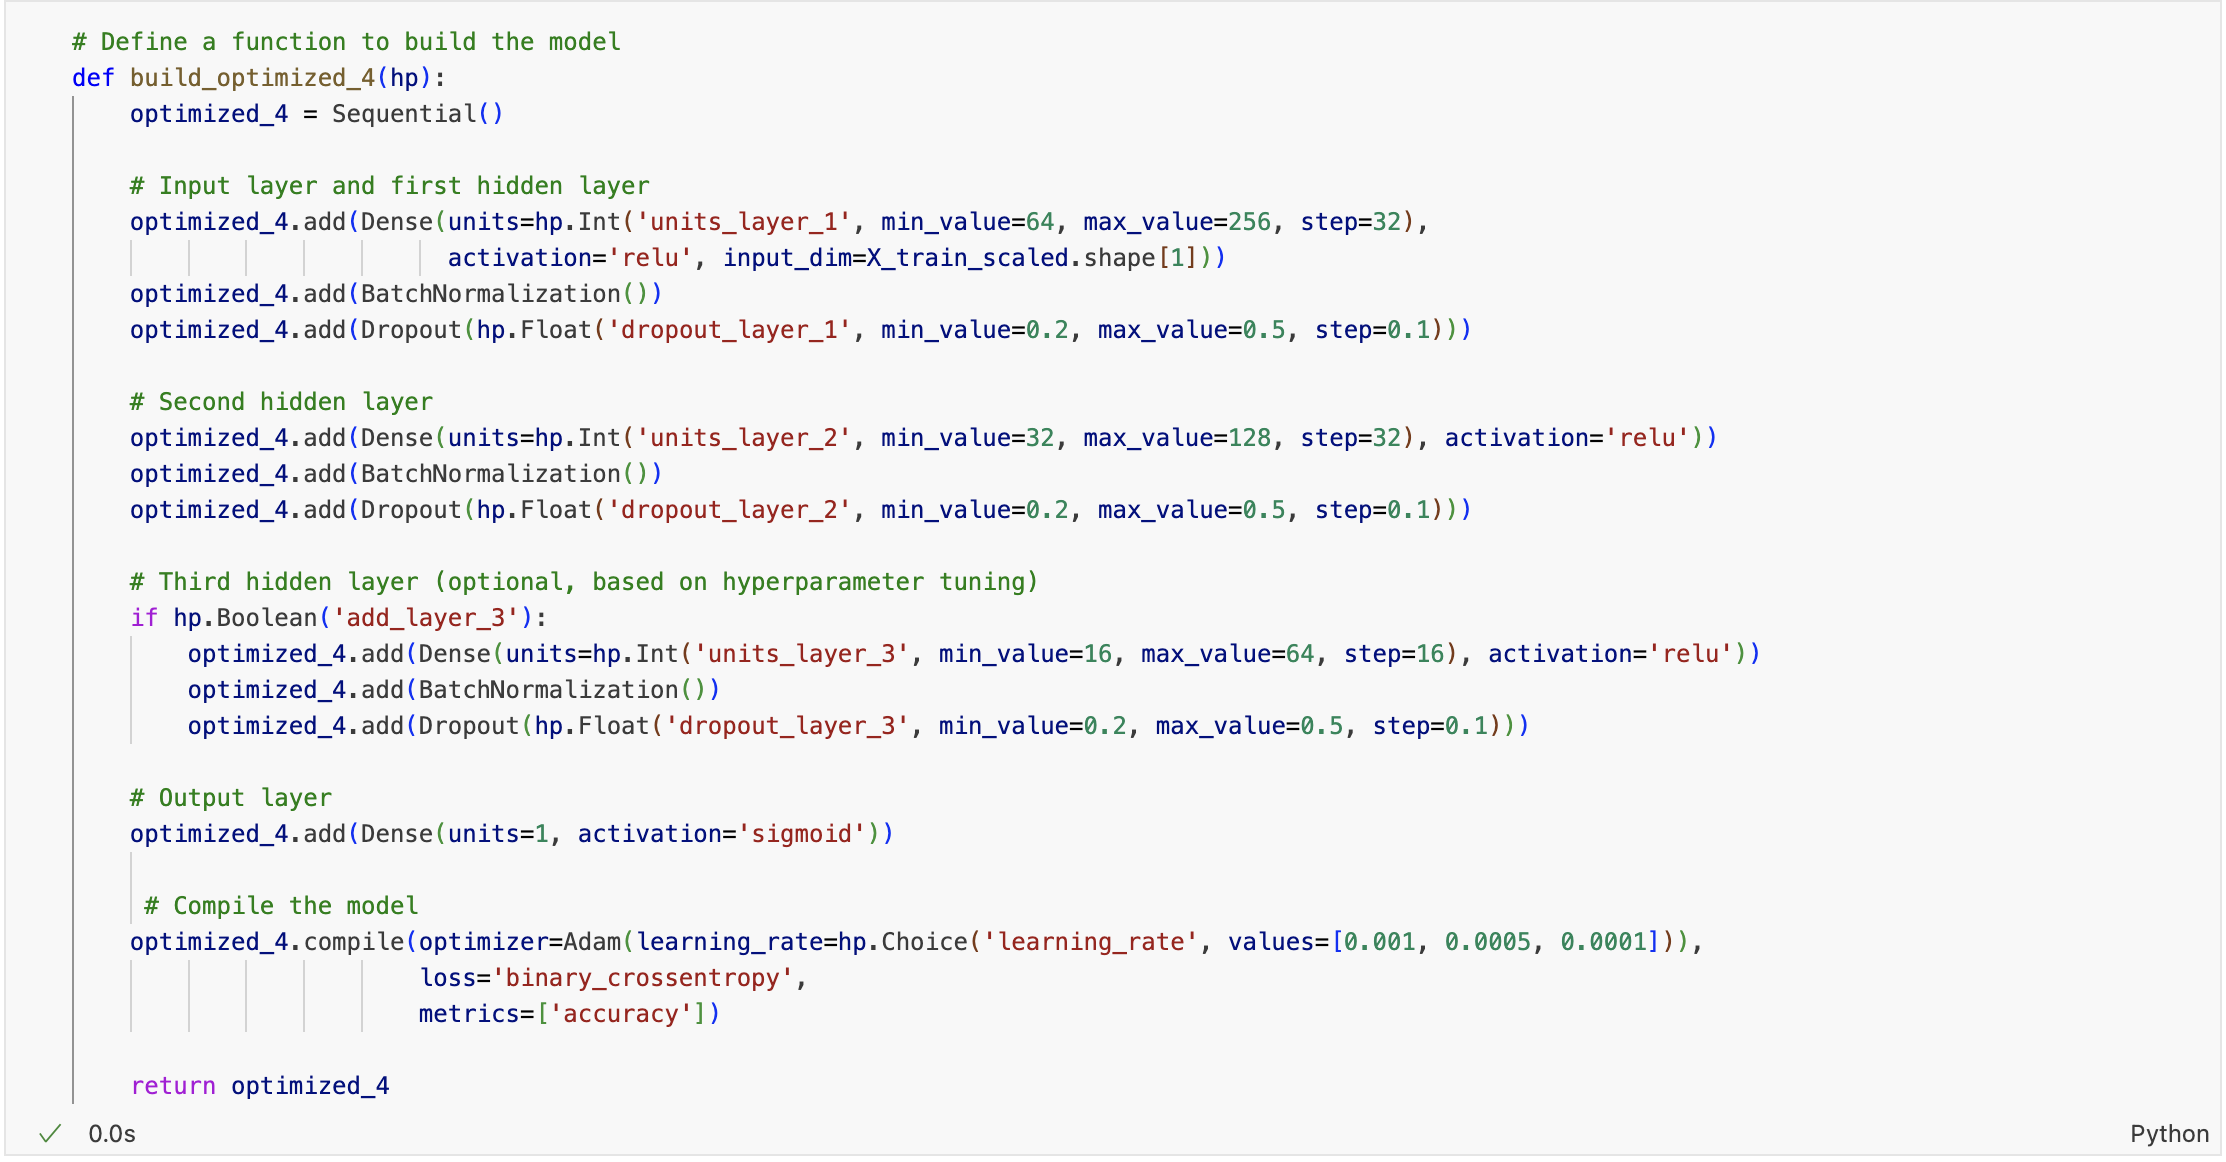 # Define a function to build the model
def build_optimized_4(hp):
    optimized_4 = Sequential()

    # Input layer and first hidden layer
    optimized_4.add(Dense(units=hp.Int('units_layer_1', min_value=64, max_value=256, step=32),
                      activation='relu', input_dim=X_train_scaled.shape[1]))
    optimized_4.add(BatchNormalization())
    optimized_4.add(Dropout(hp.Float('dropout_layer_1', min_value=0.2, max_value=0.5, step=0.1)))

    # Second hidden layer
    optimized_4.add(Dense(units=hp.Int('units_layer_2', min_value=32, max_value=128, step=32), activation='relu'))
    optimized_4.add(BatchNormalization())
    optimized_4.add(Dropout(hp.Float('dropout_layer_2', min_value=0.2, max_value=0.5, step=0.1)))

    # Third hidden layer (optional, based on hyperparameter tuning)
    if hp.Boolean('add_layer_3'):
        optimized_4.add(Dense(units=hp.Int('units_layer_3', min_value=16, max_value=64, step=16), activation='relu'))
        optimized_4.add(BatchNormalization())
        optimized_4.add(Dropout(hp.Float('dropout_layer_3', min_value=0.2, max_value=0.5, step=0.1)))

    # Output layer
    optimized_4.add(Dense(units=1, activation='sigmoid'))

     # Compile the model
    optimized_4.compile(optimizer=Adam(learning_rate=hp.Choice('learning_rate', values=[0.001, 0.0005, 0.0001])),
                        loss='binary_crossentropy',
                        metrics=['accuracy'])

    return optimized_4
✓ 0.0s
Python